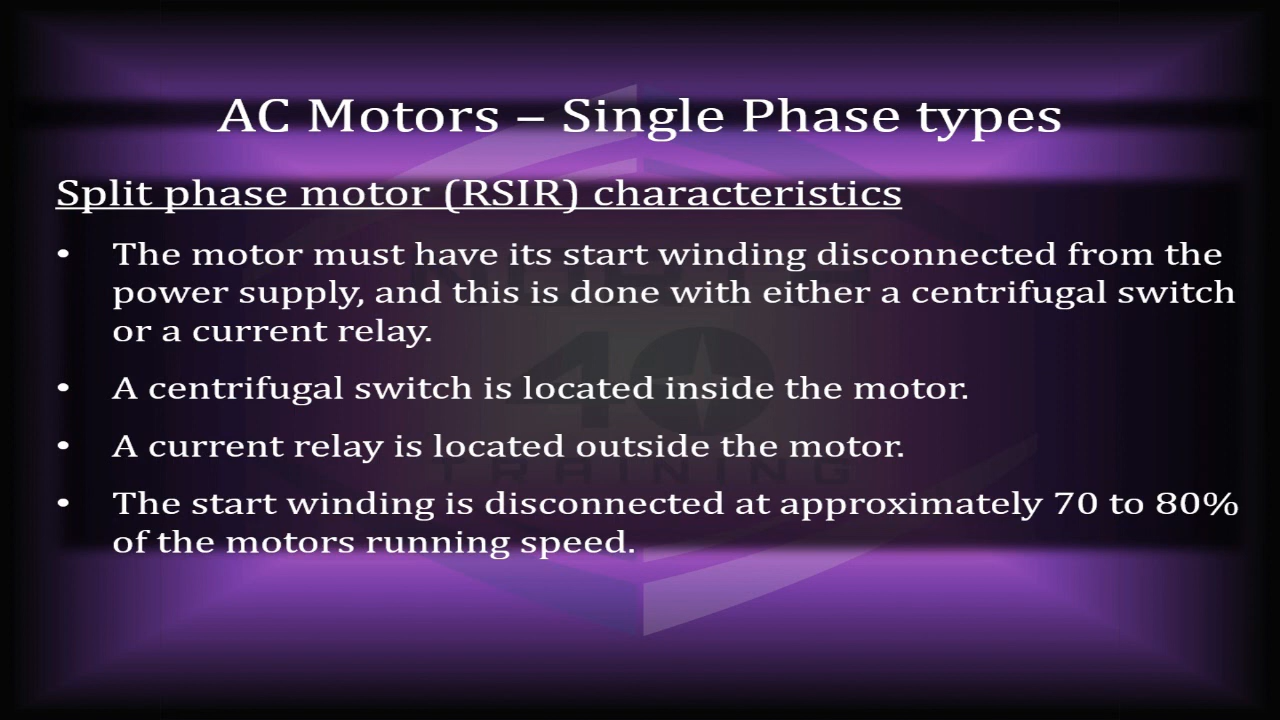 AC Motors – Single Phase types
Split phase motor (RSIR) characteristics
• The motor must have its start winding disconnected from the
power supply, and this is done with either a centrifugal switch
or a current relay.
• A centrifugal switch is located inside the motor.
• A current relay is located outside the motor.
• The start winding is disconnected at approximately 70 to 80%
of the motors running speed.
NORTH
40
TRAINING